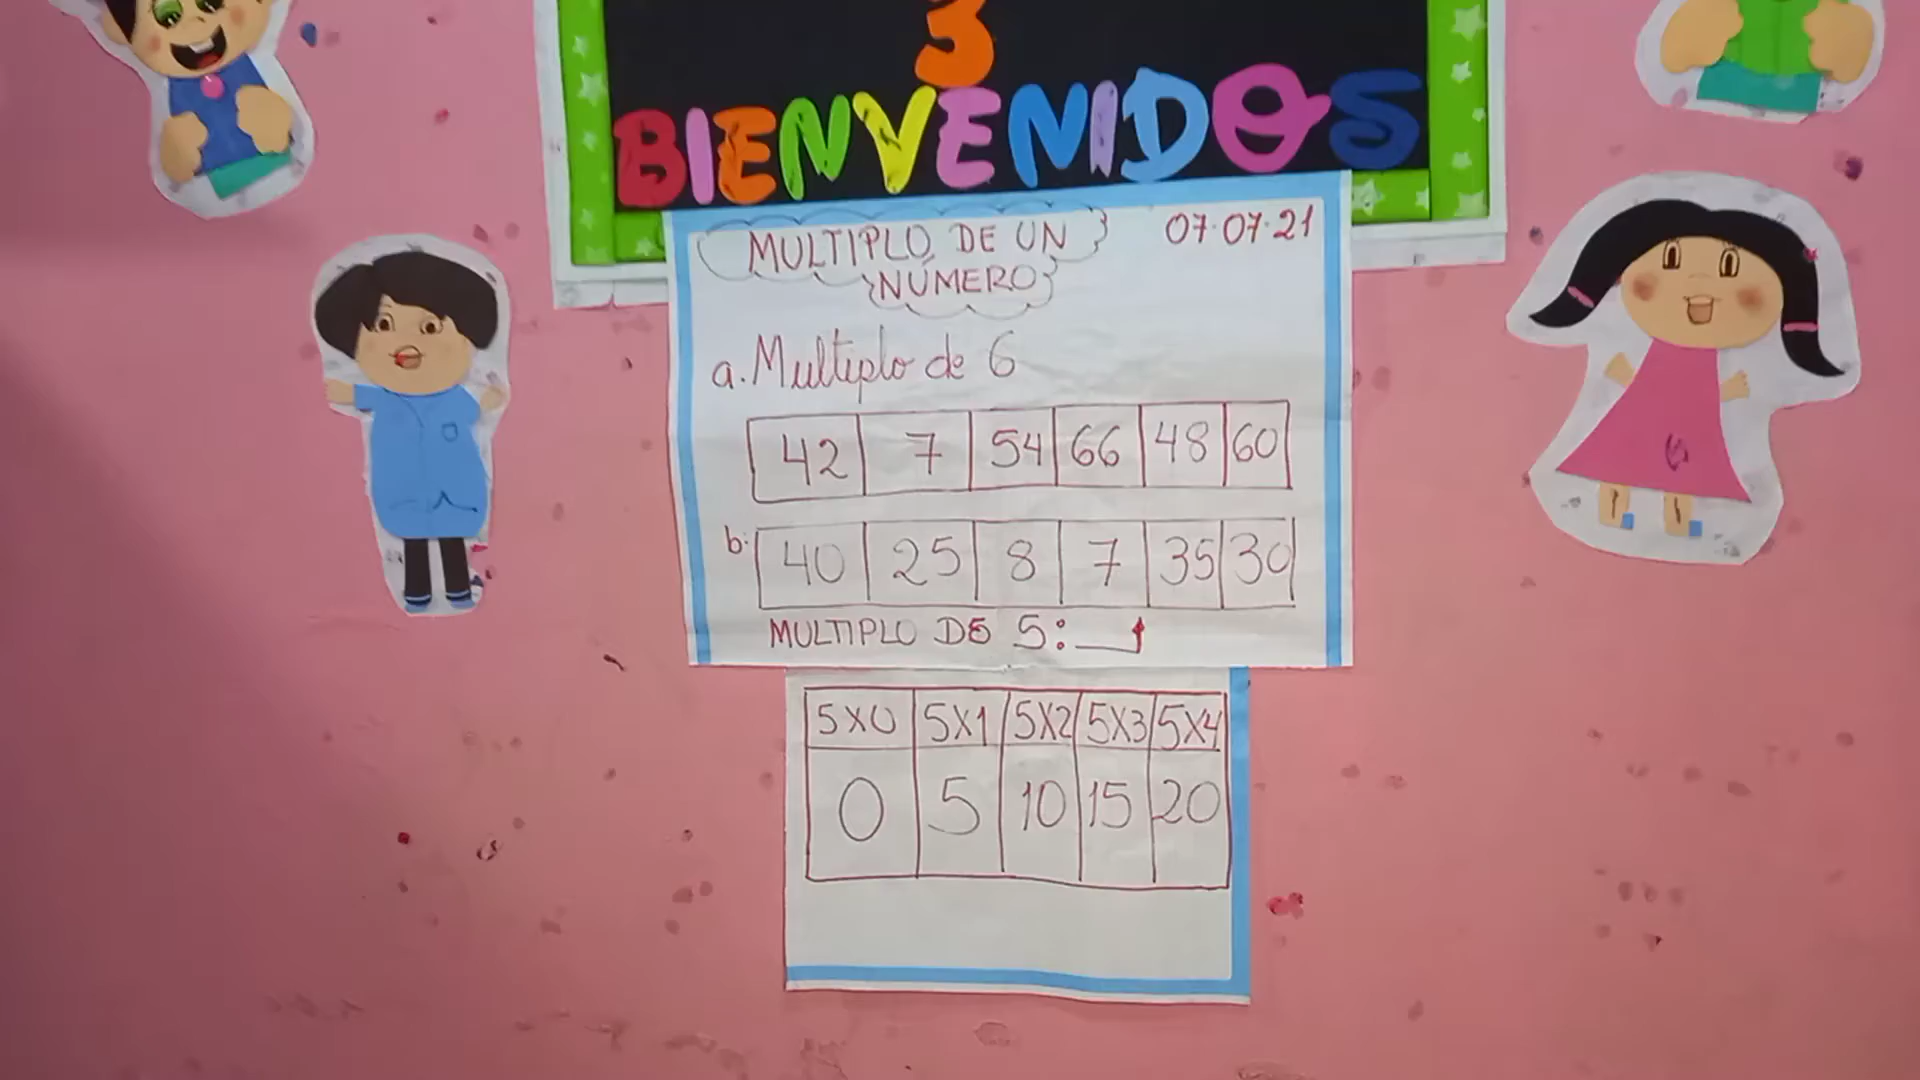 3
BIENVENIDOS
MULTIPLO DE UN
NÚMERO
07.07.21
a. Multiplo de 6
42 7 54 66 48 60
b. 40 25 8 7 35 30
MULTIPLO DE 5:
5X0 5X1 5X2 5X3 5X4
0 5 10 15 20